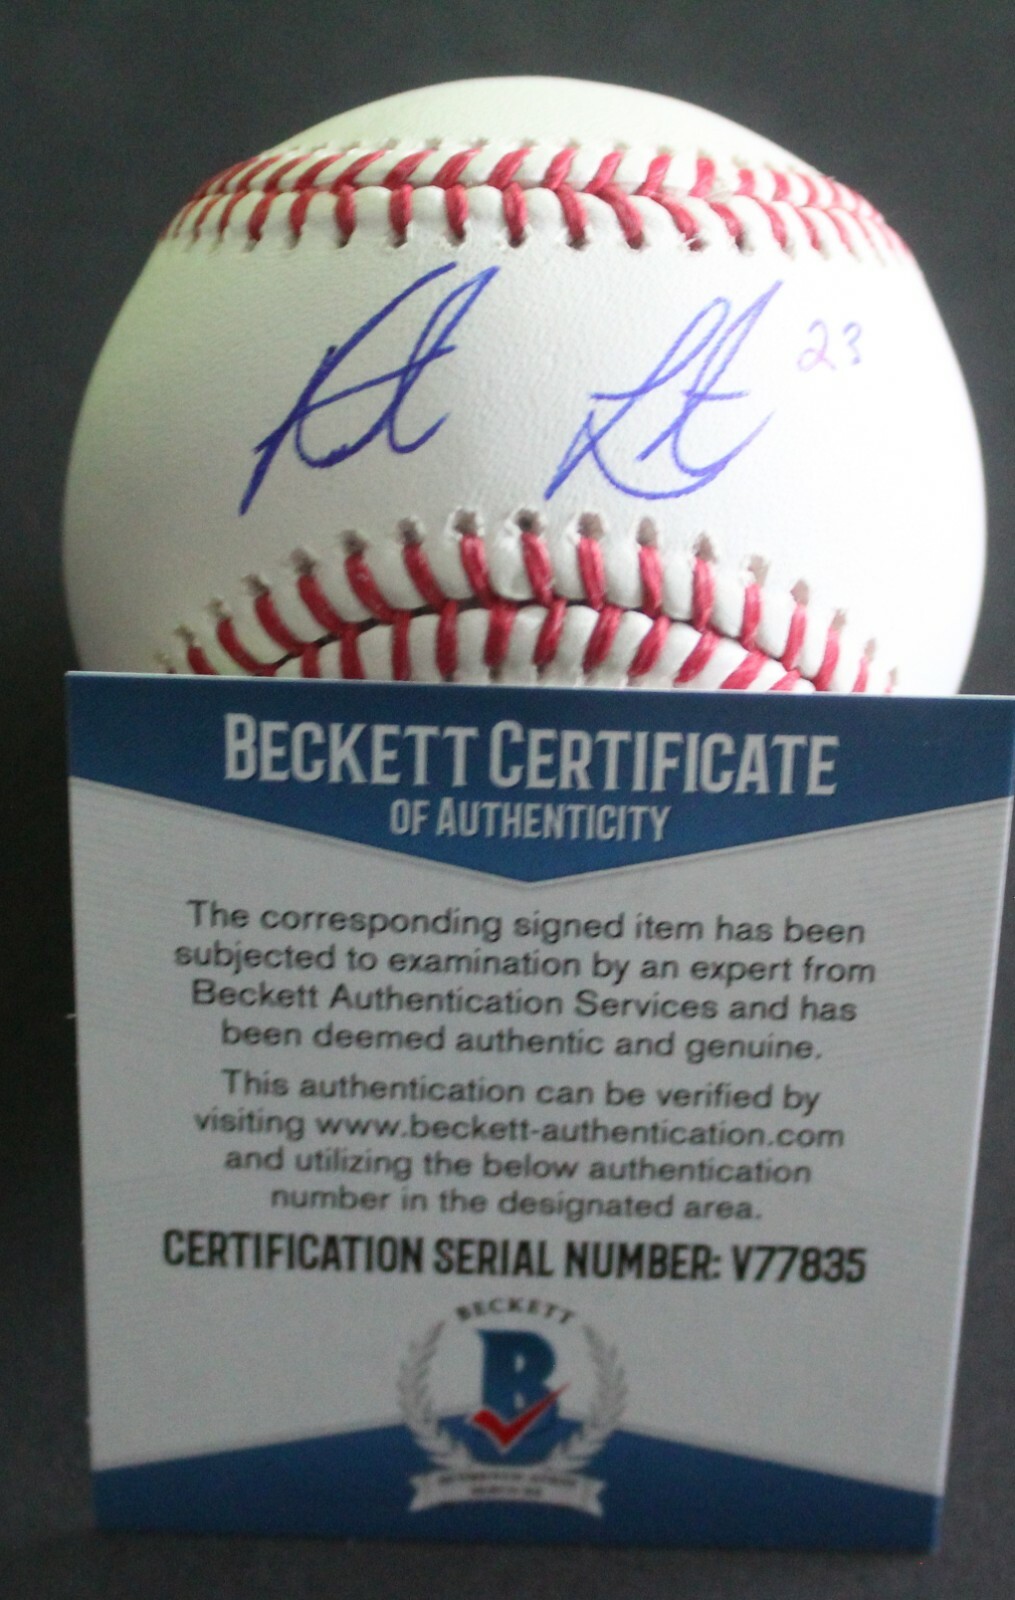 23
BECKETT CERTIFICATE
OF AUTHENTICITY
The corresponding signed item has been
subjected to examination by an expert from
Beckett Authentication Services and has
been deemed authentic and genuine.
This authentication can be verified by
visiting www.beckett-authentication.com
and utilizing the below authentication
number in the designated area.
CERTIFICATION SERIAL NUMBER: V77835
BECKETT
B
AUTHENTICATION
SERVICES